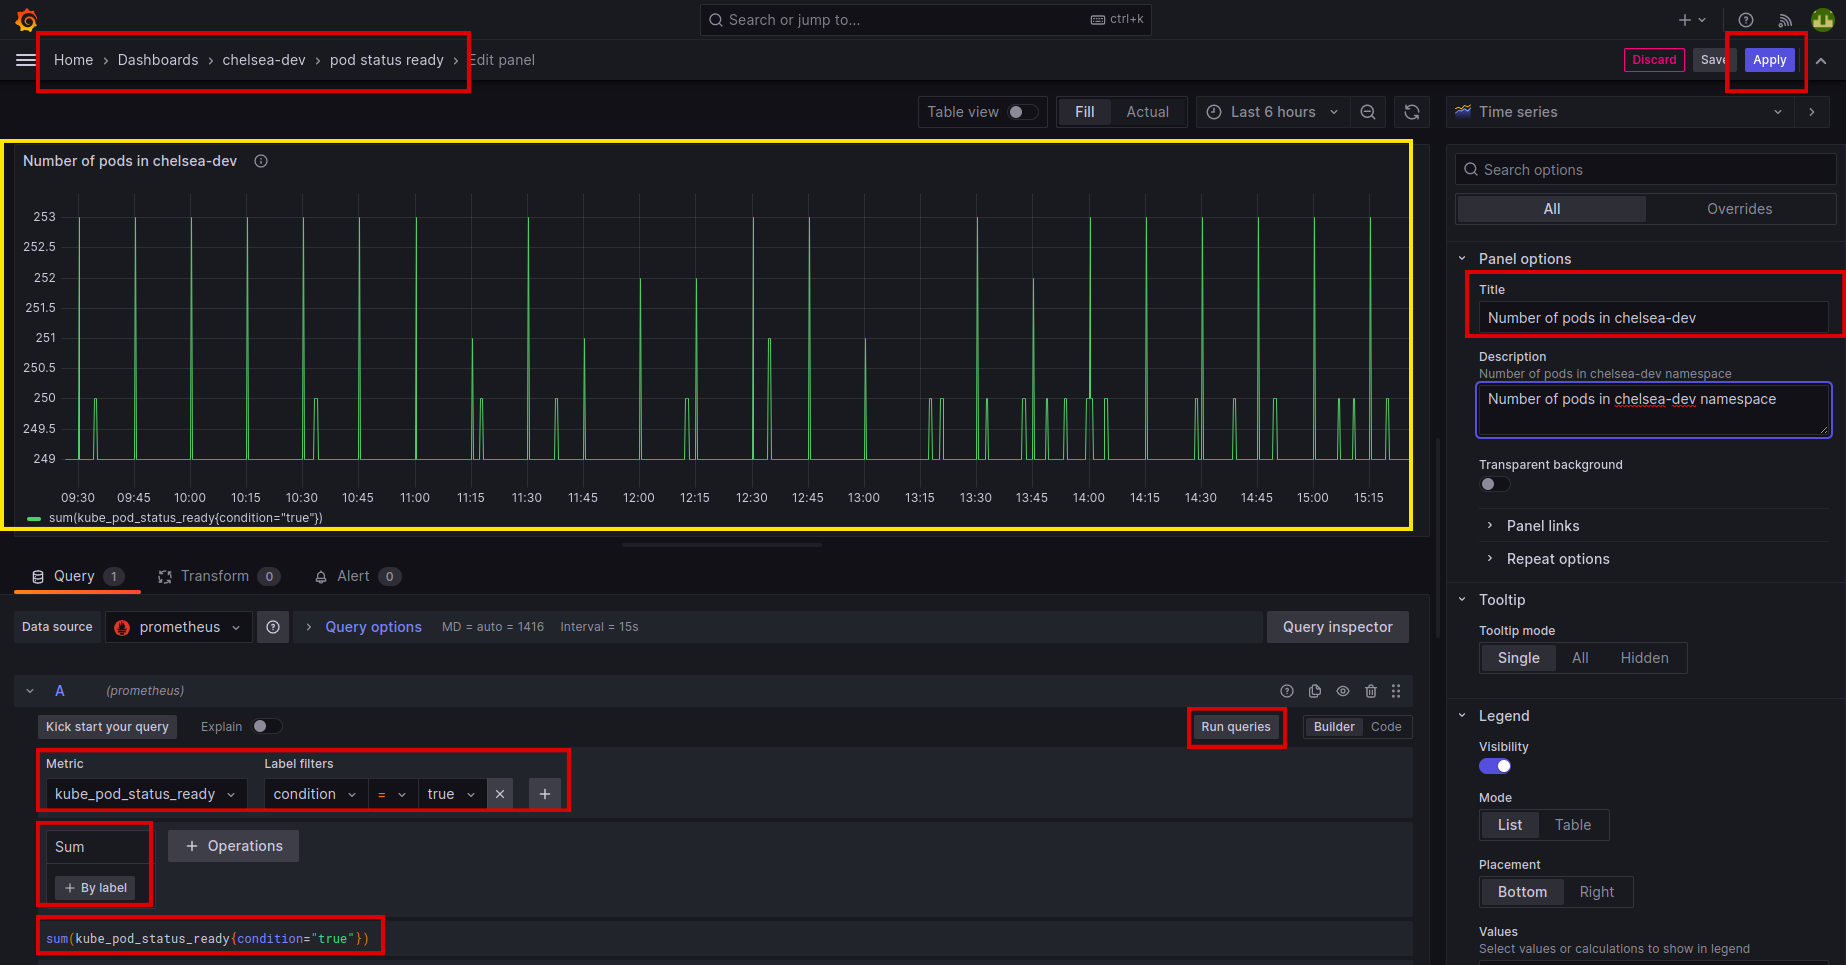 Search or jump to...
ctrl+k
Home › Dashboards › chelsea-dev › pod status ready › Edit panel
Discard
Save
Apply
Table view
Fill
Actual
Last 6 hours
Time series
Number of pods in chelsea-dev
253
252.5
252
251.5
251
250.5
250
249.5
249
09:30 09:45 10:00 10:15 10:30 10:45 11:00 11:15 11:30 11:45 12:00 12:15 12:30 12:45 13:00 13:15 13:30 13:45 14:00 14:15 14:30 14:45 15:00 15:15
sum(kube_pod_status_ready{condition="true"})
Query 1
Transform 0
Alert 0
Data source
prometheus
Query options
MD = auto = 1416
Interval = 15s
Query inspector
A
(prometheus)
Kick start your query
Explain
Run queries
Builder
Code
Metric
Label filters
kube_pod_status_ready
condition
=
true
Sum
+ By label
+ Operations
sum(kube_pod_status_ready{condition="true"})
Search options
All
Overrides
Panel options
Title
Number of pods in chelsea-dev
Description
Number of pods in chelsea-dev namespace
Number of pods in chelsea-dev namespace
Transparent background
Panel links
Repeat options
Tooltip
Tooltip mode
Single
All
Hidden
Legend
Visibility
Mode
List
Table
Placement
Bottom
Right
Values
Select values or calculations to show in legend